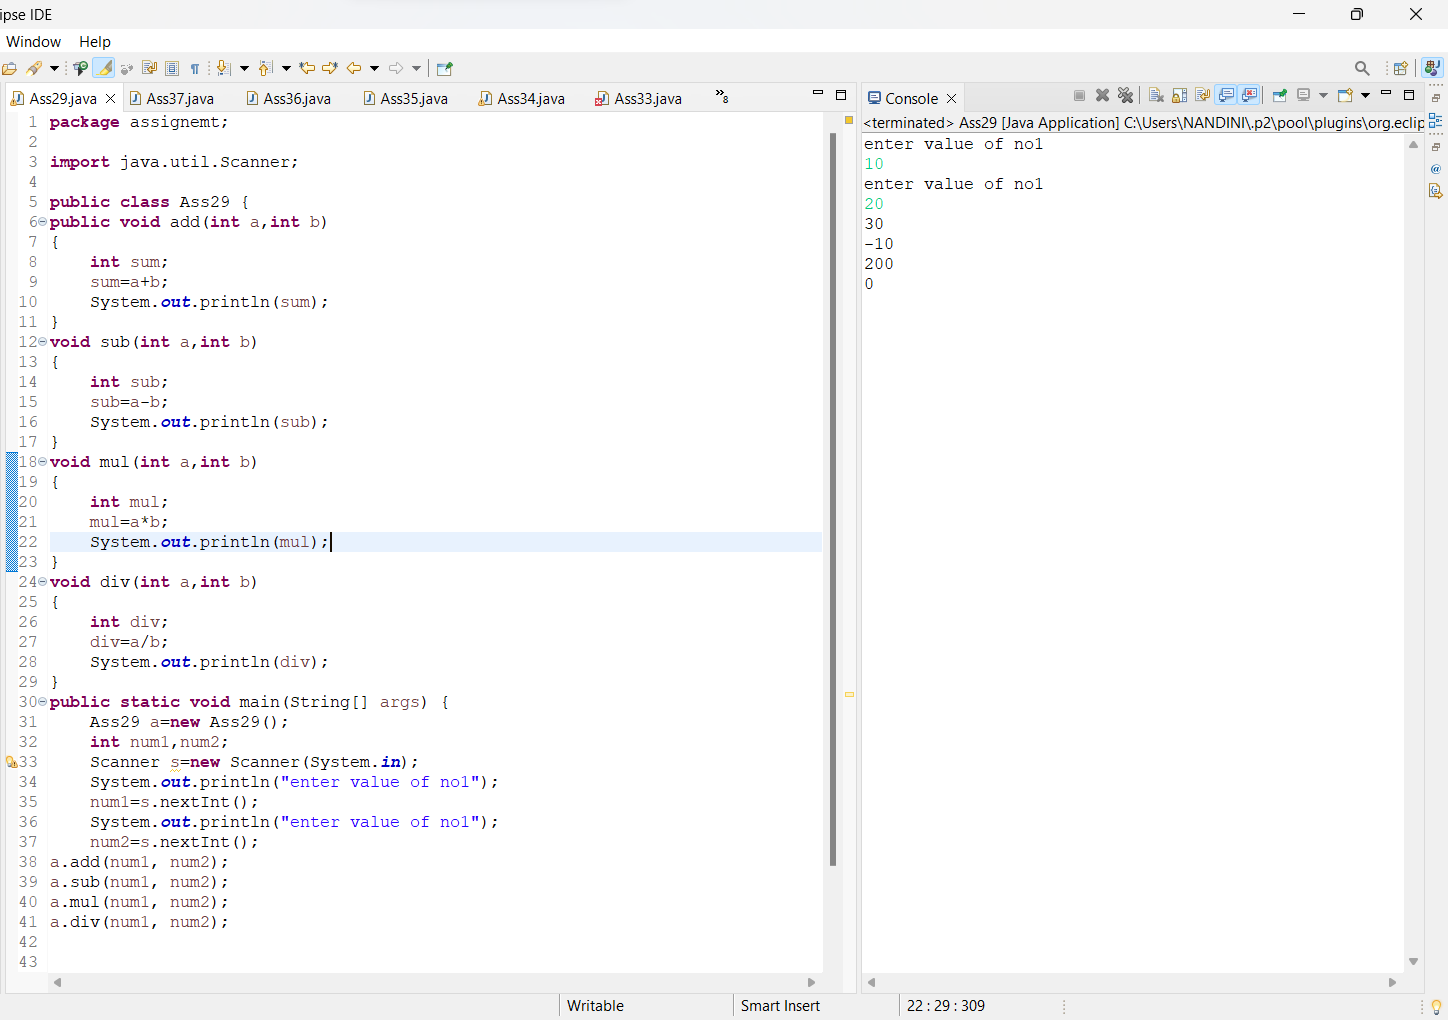 ipse IDE
Window Help
Ass29.java Ass37.java Ass36.java Ass35.java Ass34.java Ass33.java »8
1 package assignemt;
2
3 import java.util.Scanner;
4
5 public class Ass29 {
6 public void add(int a,int b)
7 {
8 int sum;
9 sum=a+b;
10 System.out.println(sum);
11 }
12 void sub(int a,int b)
13 {
14 int sub;
15 sub=a-b;
16 System.out.println(sub);
17 }
18 void mul(int a,int b)
19 {
20 int mul;
21 mul=a*b;
22 System.out.println(mul);
23 }
24 void div(int a,int b)
25 {
26 int div;
27 div=a/b;
28 System.out.println(div);
29 }
30 public static void main(String[] args) {
31 Ass29 a=new Ass29();
32 int num1,num2;
33 Scanner s=new Scanner(System.in);
34 System.out.println("enter value of no1");
35 num1=s.nextInt();
36 System.out.println("enter value of no1");
37 num2=s.nextInt();
38 a.add(num1, num2);
39 a.sub(num1, num2);
40 a.mul(num1, num2);
41 a.div(num1, num2);
42
43
Console
<terminated> Ass29 [Java Application] C:\Users\NANDINI\.p2\pool\plugins\org.eclip
enter value of no1
10
enter value of no1
20
30
-10
200
0
Writable Smart Insert 22 : 29 : 309